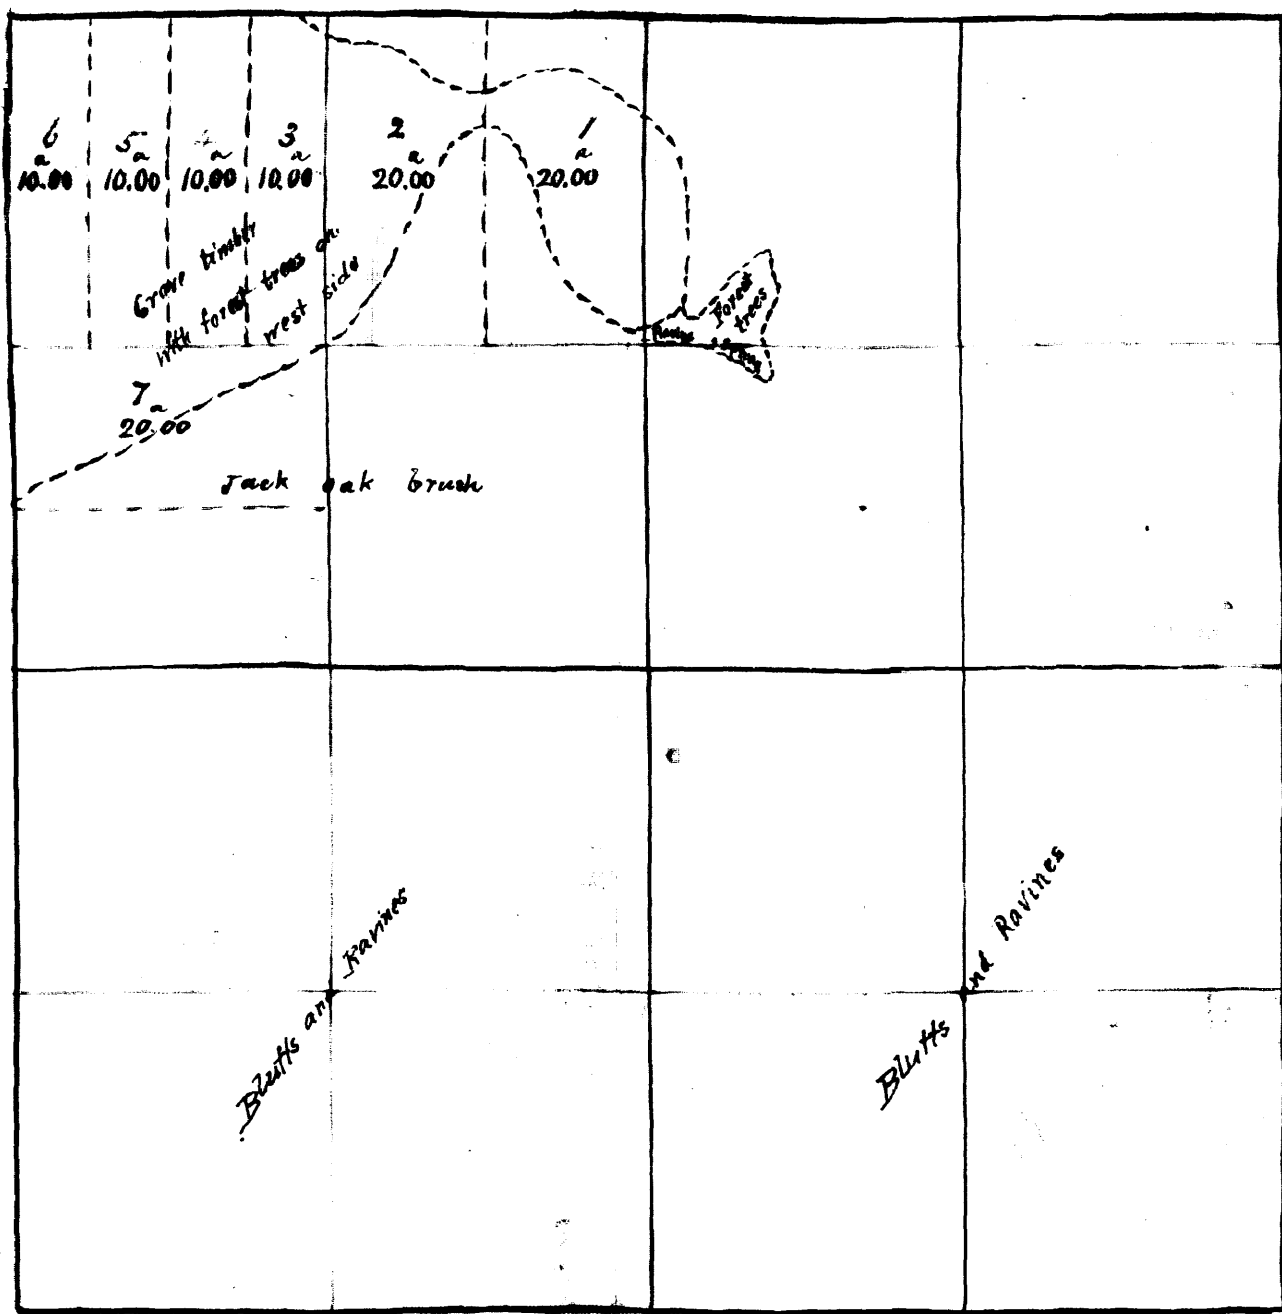 6
a
10.00
5
a
10.00
4
a
10.00
3
a
10.00
2
a
20.00
1
a
20.00
Grove timber
with forest trees on
west side
Ravine
Forest
trees
Spring
7
a
20.00
Jack oak brush
Bluffs and Ravines
Bluffs and Ravines